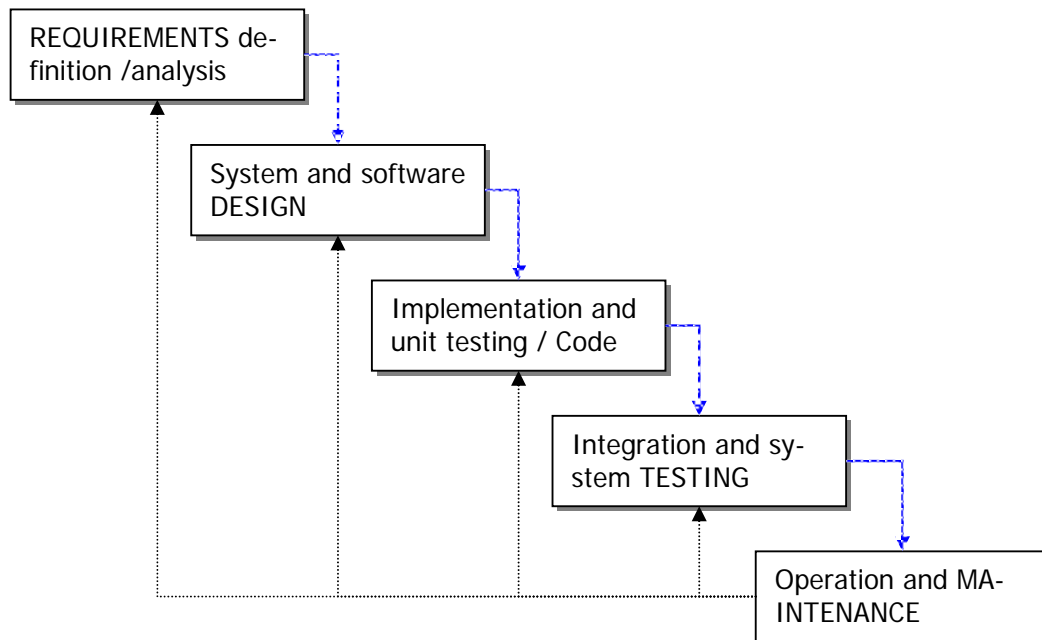 REQUIREMENTS de-
finition /analysis
System and software
DESIGN
Implementation and
unit testing / Code
Integration and sy-
stem TESTING
Operation and MA-
INTENANCE